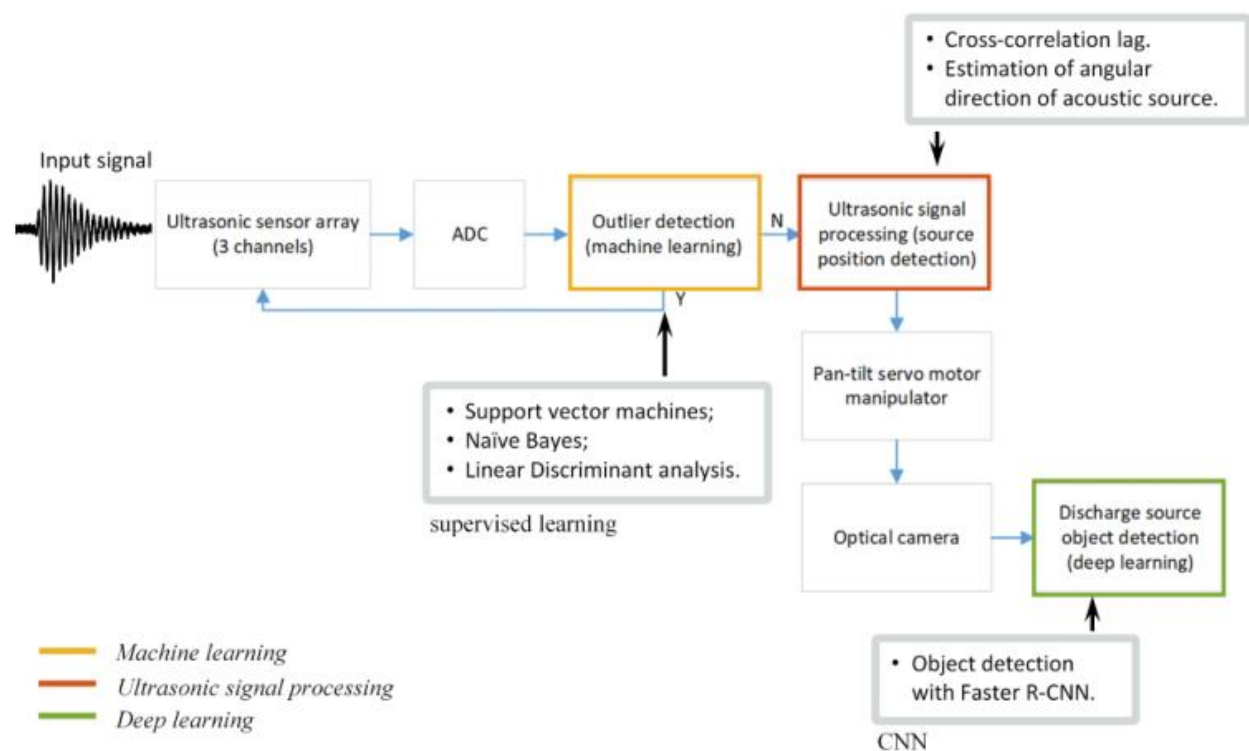 • Cross-correlation lag.
• Estimation of angular
direction of acoustic source.
Input signal
Ultrasonic sensor array
(3 channels)
ADC
Outlier detection
(machine learning)
N
Ultrasonic signal
processing (source
position detection)
Y
Pan-tilt servo motor
manipulator
• Support vector machines;
• Naïve Bayes;
• Linear Discriminant analysis.
supervised learning
Optical camera
Discharge source
object detection
(deep learning)
Machine learning
Ultrasonic signal processing
Deep learning
• Object detection
with Faster R-CNN.
CNN